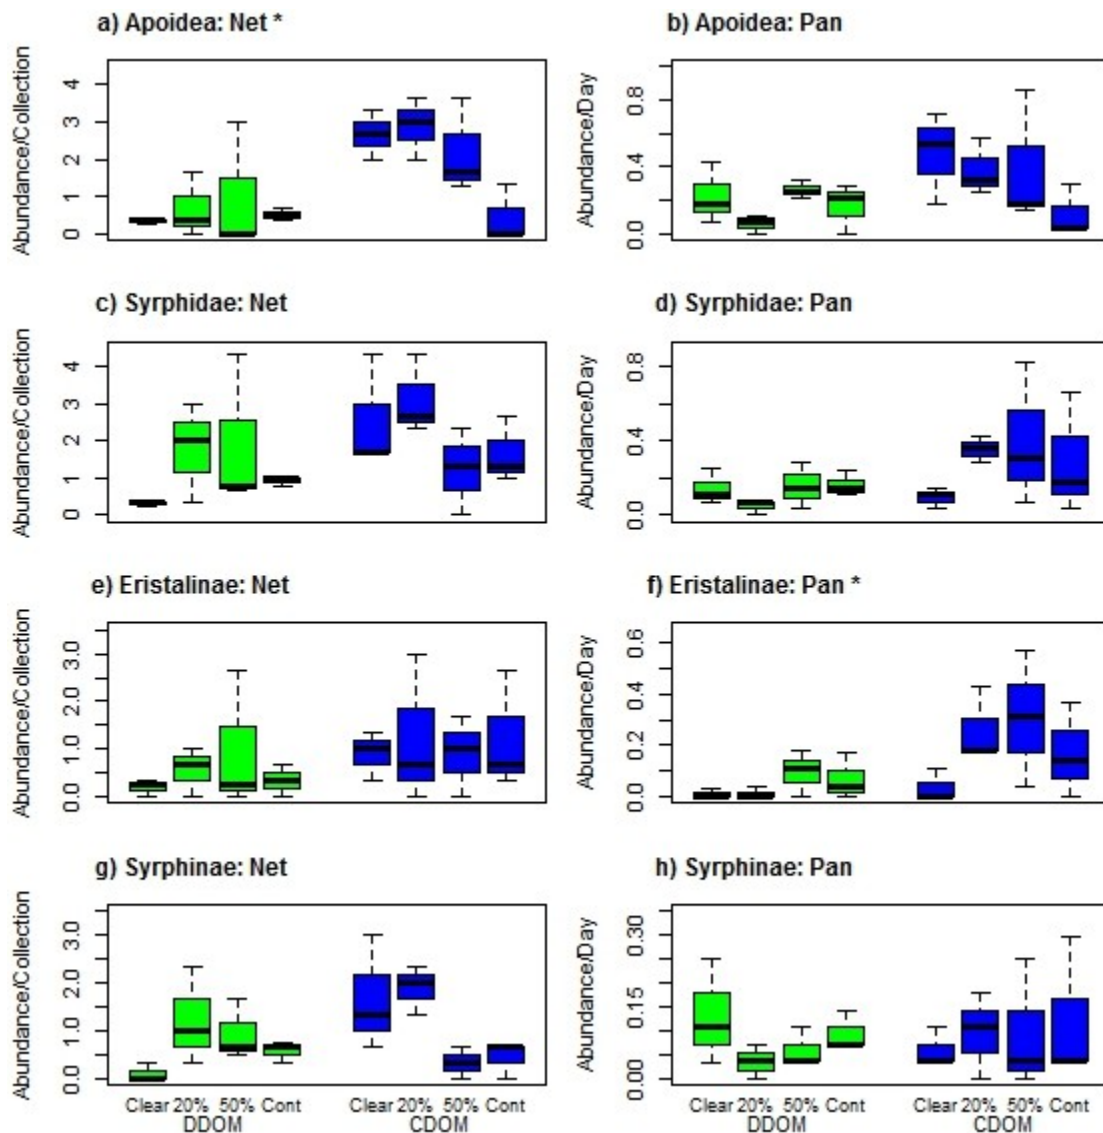 a) Apoidea: Net *
Abundance/Collection
0 1 2 3 4
b) Apoidea: Pan
Abundance/Day
0.0 0.4 0.8
c) Syrphidae: Net
Abundance/Collection
0 1 2 3 4
d) Syrphidae: Pan
Abundance/Day
0.0 0.4 0.8
e) Eristalinae: Net
Abundance/Collection
0.0 1.0 2.0 3.0
f) Eristalinae: Pan *
Abundance/Day
0.0 0.2 0.4 0.6
g) Syrphinae: Net
Abundance/Collection
0.0 1.0 2.0 3.0
Clear 20% 50% Cont Clear 20% 50% Cont
DDOM CDOM
h) Syrphinae: Pan
Abundance/Day
0.00 0.15 0.30
Clear 20% 50% Cont Clear 20% 50% Cont
DDOM CDOM